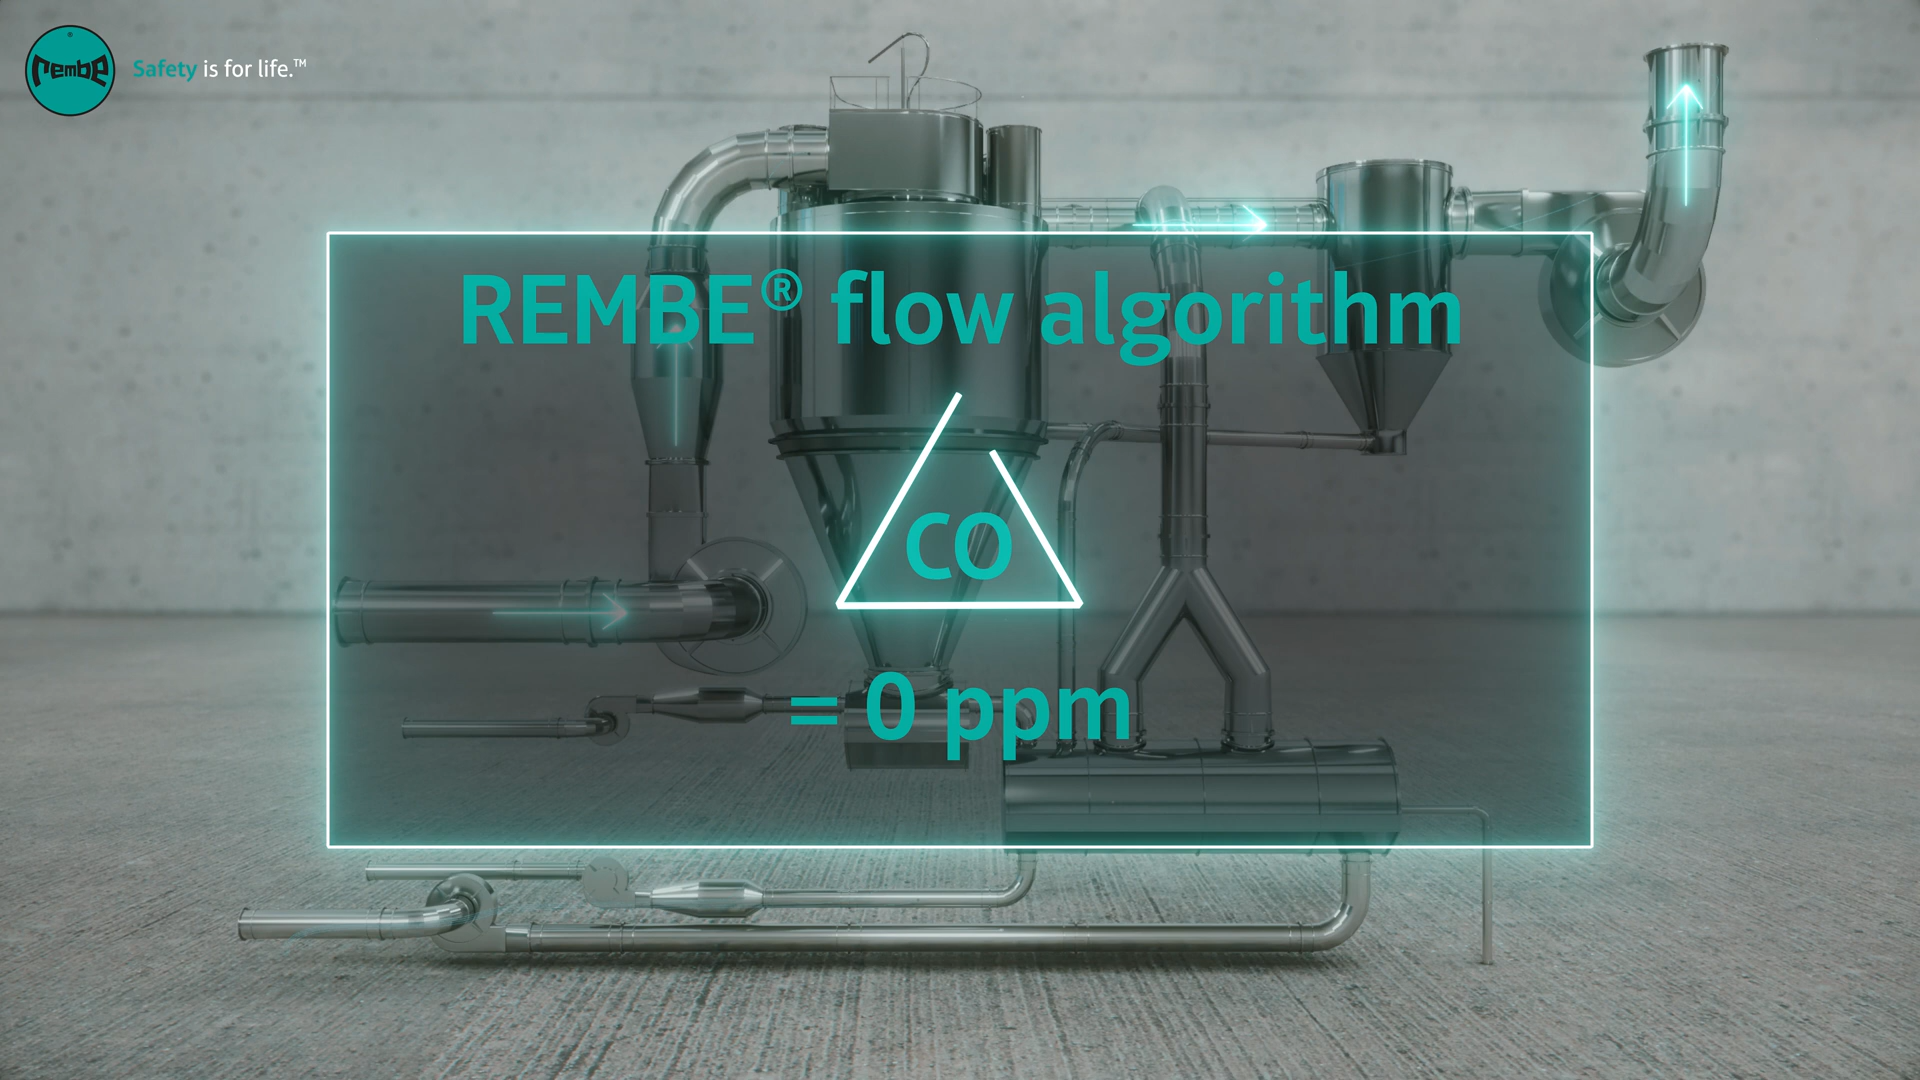 rembe
®
Safety is for life.™
REMBE® flow algorithm
CO
= 0 ppm